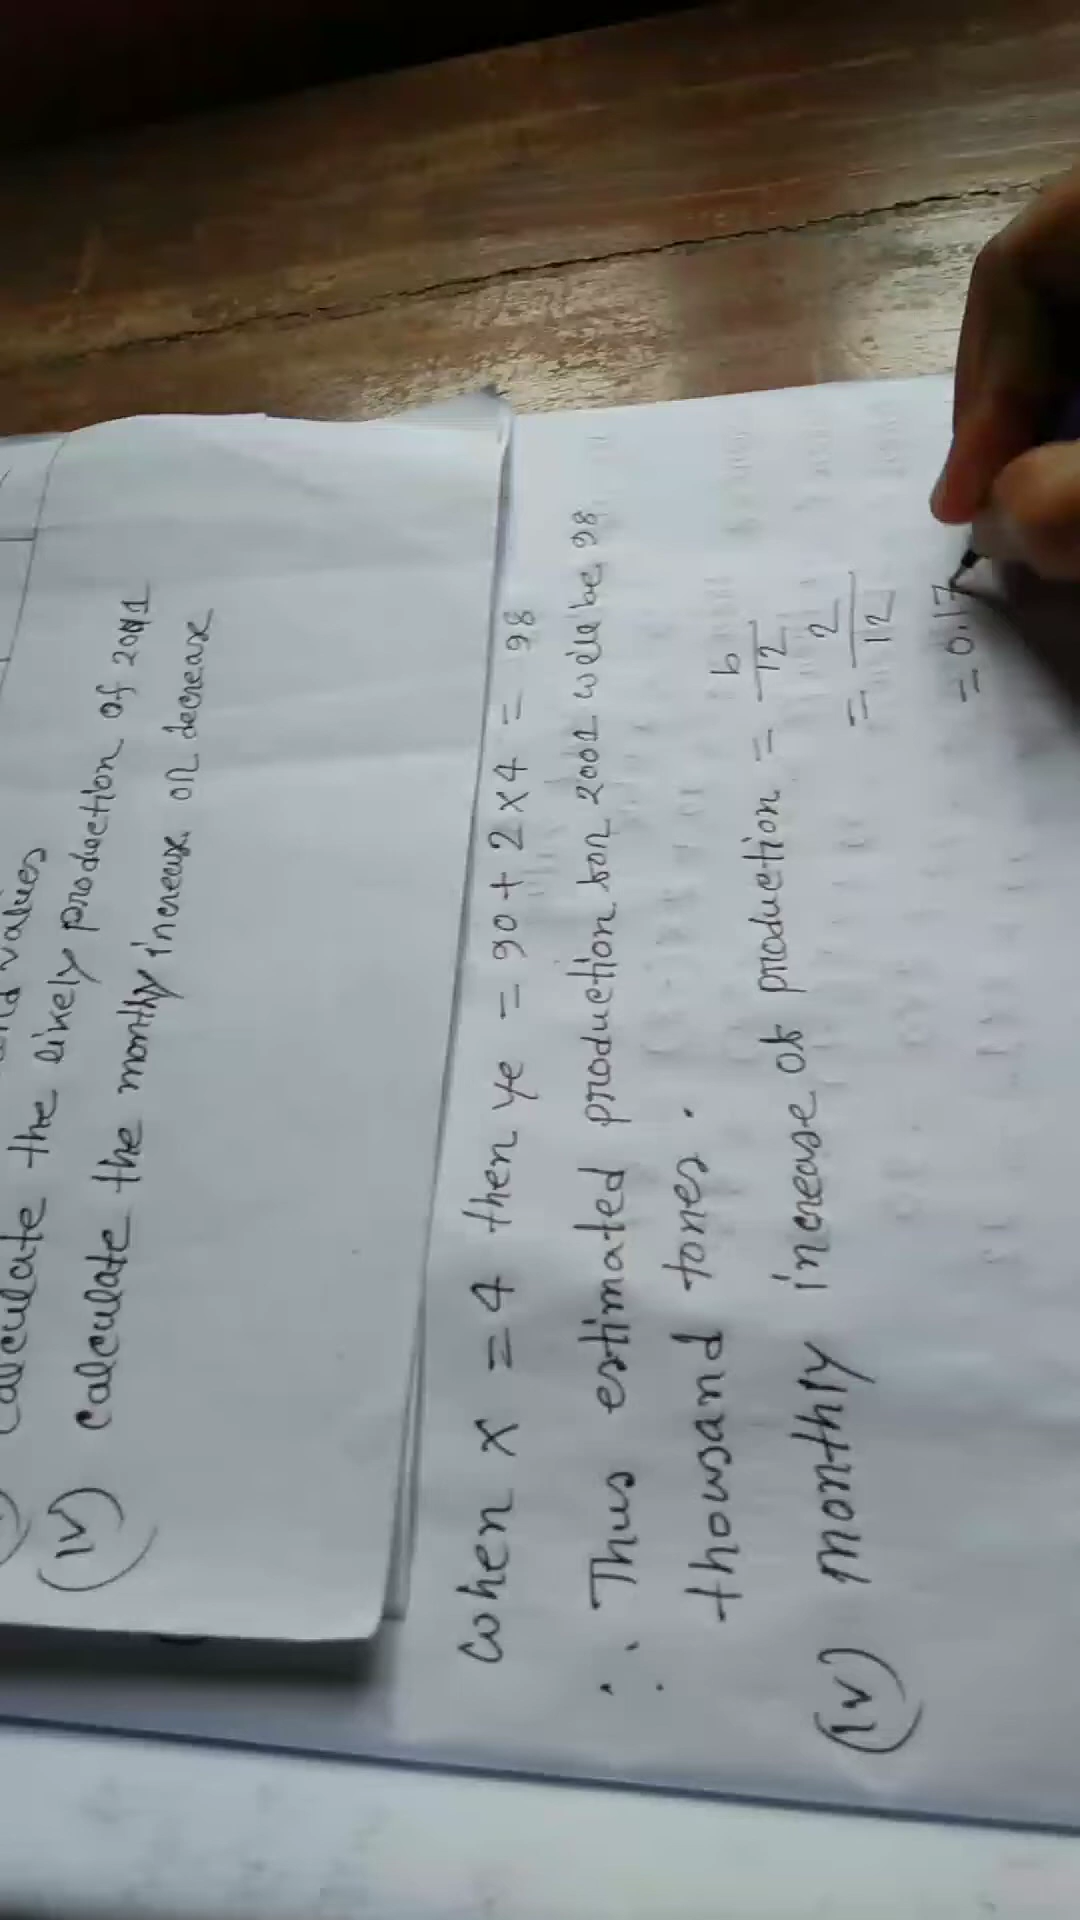 values
calculate the likely production of 2001
(iv) calculate the monthly increase or decrease
when x = 4 then ye = 90 + 2 x 4 = 98
∴ Thus estimated production for 2001 will be 98
thousand tones.
(iv) monthly increase of production = b/12
= 2/12
= 0.17